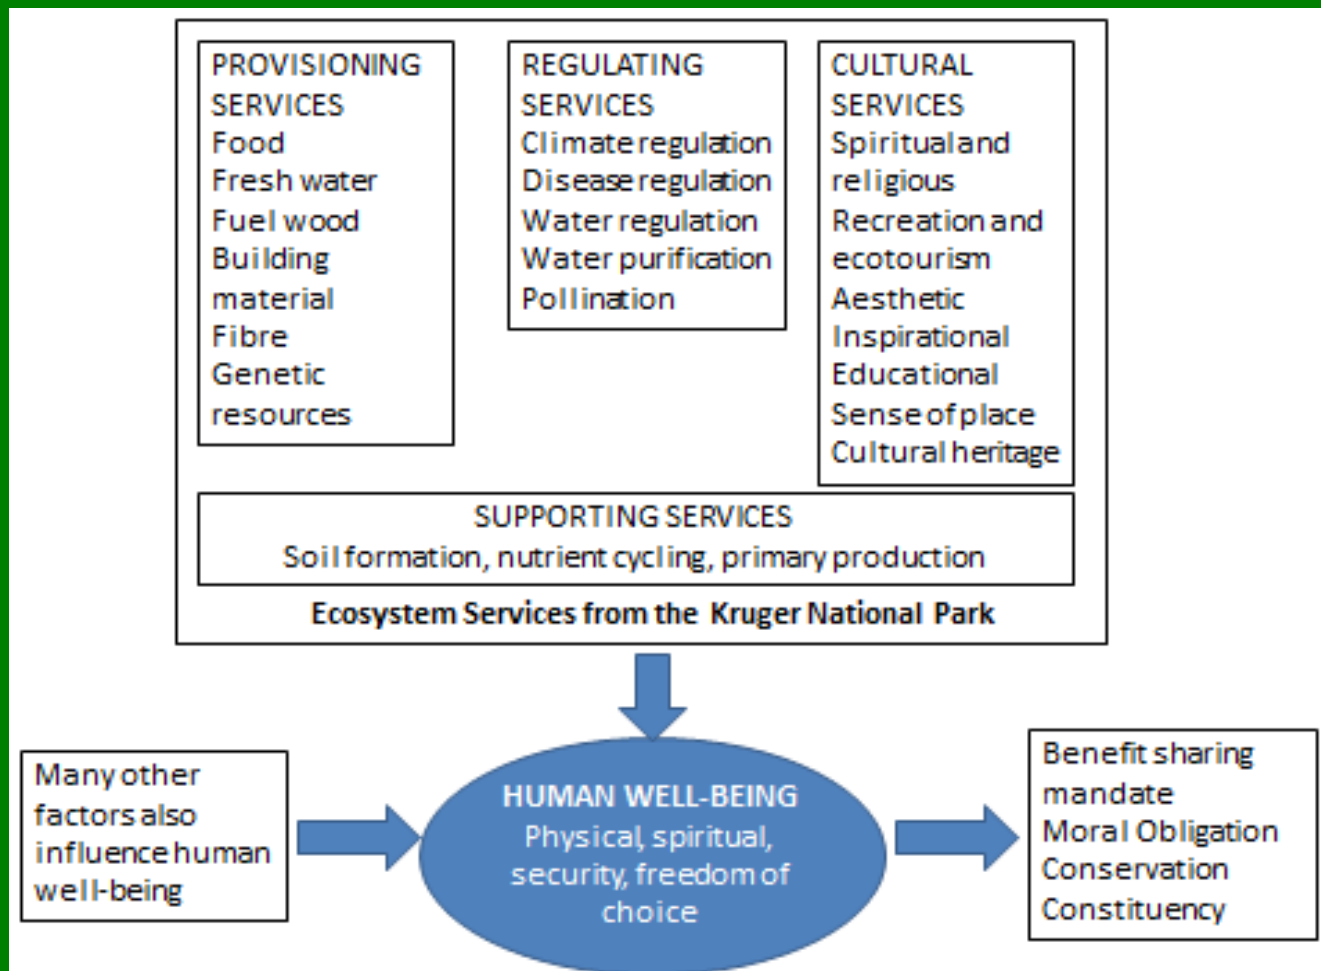 PROVISIONING
SERVICES
Food
Fresh water
Fuel wood
Building
material
Fibre
Genetic
resources
REGULATING
SERVICES
Climate regulation
Disease regulation
Water regulation
Water purification
Pollination
CULTURAL
SERVICES
Spiritual and
religious
Recreation and
ecotourism
Aesthetic
Inspirational
Educational
Sense of place
Cultural heritage
SUPPORTING SERVICES
Soil formation, nutrient cycling, primary production
Ecosystem Services from the Kruger National Park
Many other
factors also
influence human
well-being
HUMAN WELL-BEING
Physical, spiritual,
security, freedom of
choice
Benefit sharing
mandate
Moral Obligation
Conservation
Constituency